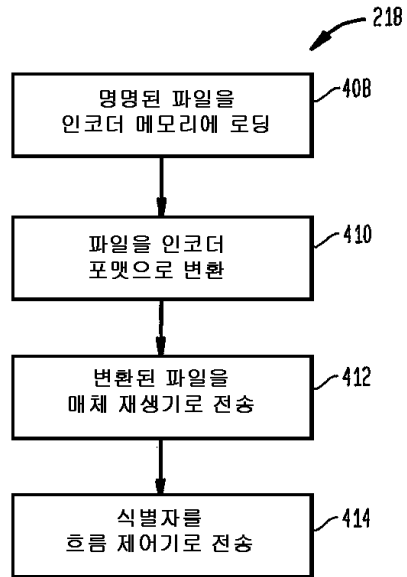 218
명명된 파일을
인코더 메모리에 로딩
408
파일을 인코더
포맷으로 변환
410
변환된 파일을
매체 재생기로 전송
412
식별자를
흐름 제어기로 전송
414